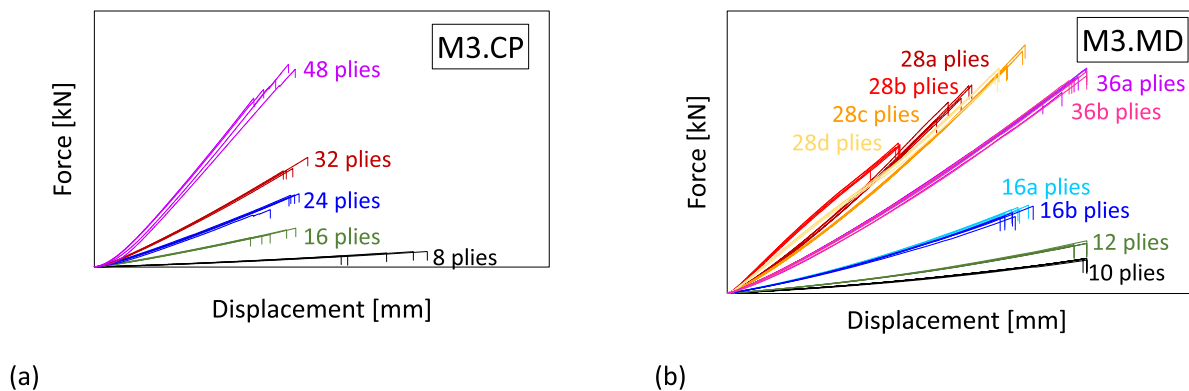 M3.CP
48 plies
32 plies
24 plies
16 plies
8 plies
Force [kN]
Displacement [mm]
(a)
M3.MD
28a plies
28b plies
28c plies
28d plies
36a plies
36b plies
16a plies
16b plies
12 plies
10 plies
Force [kN]
Displacement [mm]
(b)